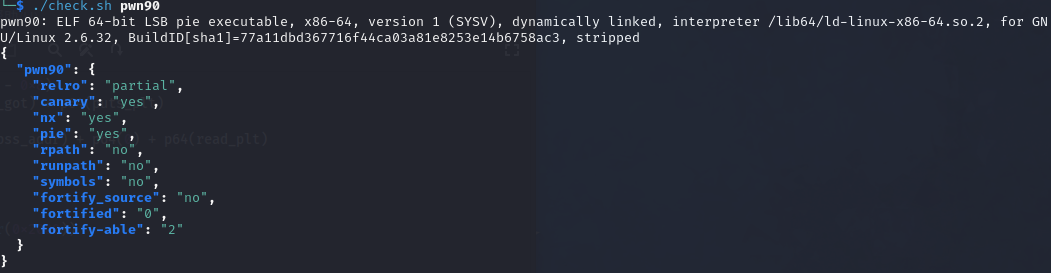 └─$ ./check.sh pwn90
pwn90: ELF 64-bit LSB pie executable, x86-64, version 1 (SYSV), dynamically linked, interpreter /lib64/ld-linux-x86-64.so.2, for GN
U/Linux 2.6.32, BuildID[sha1]=77a11dbd367716f44ca03a81e8253e14b6758ac3, stripped
{
  "pwn90": {
    "relro": "partial",
    "canary": "yes",
    "nx": "yes",
    "pie": "yes",
    "rpath": "no",
    "runpath": "no",
    "symbols": "no",
    "fortify_source": "no",
    "fortified": "0",
    "fortify-able": "2"
  }
}